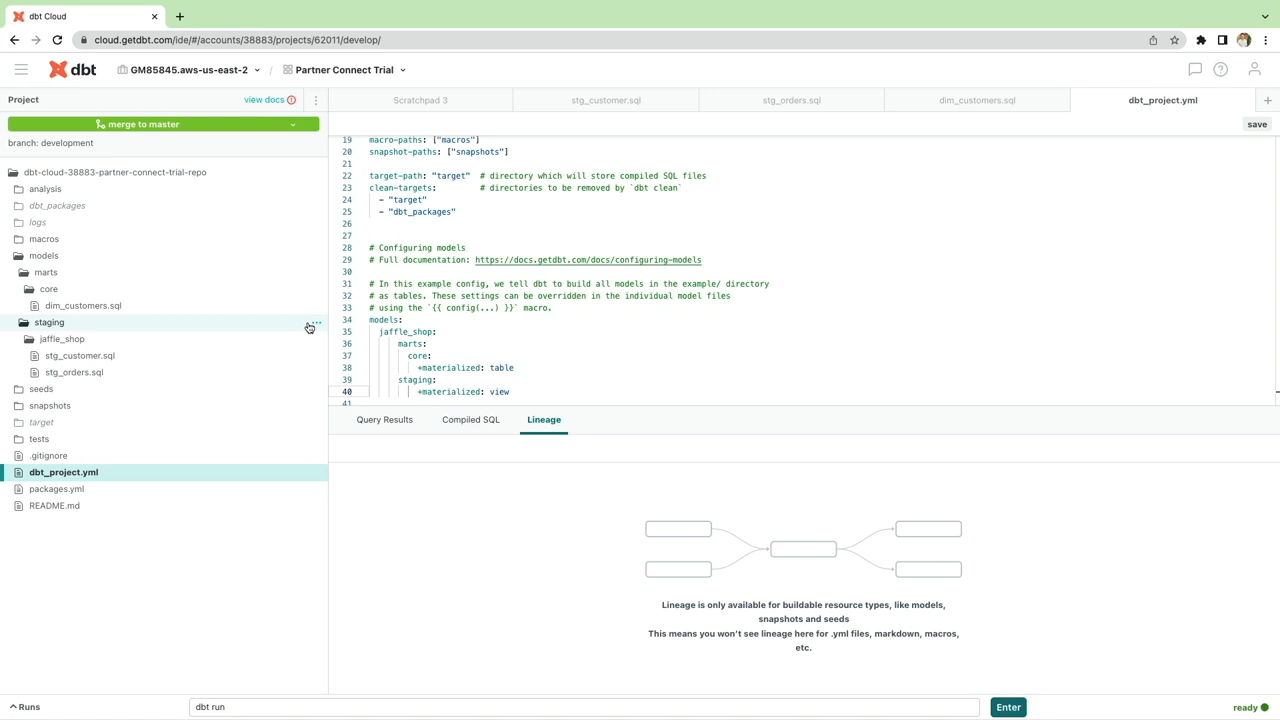 dbt Cloud
cloud.getdbt.com/ide/#/accounts/38883/projects/62011/develop/
dbt
GM85845.aws-us-east-2
/
Partner Connect Trial
Project
view docs
Scratchpad 3
stg_customer.sql
stg_orders.sql
dim_customers.sql
dbt_project.yml
merge to master
save
branch: development
dbt-cloud-38883-partner-connect-trial-repo
analysis
dbt_packages
logs
macros
models
marts
core
dim_customers.sql
staging
jaffle_shop
stg_customer.sql
stg_orders.sql
seeds
snapshots
target
tests
.gitignore
dbt_project.yml
packages.yml
README.md
19 macro-paths: ["macros"]
20 snapshot-paths: ["snapshots"]
21
22 target-path: "target"  # directory which will store compiled SQL files
23 clean-targets:         # directories to be removed by `dbt clean`
24   - "target"
25   - "dbt_packages"
26
27
28 # Configuring models
29 # Full documentation: https://docs.getdbt.com/docs/configuring-models
30
31 # In this example config, we tell dbt to build all models in the example/ directory
32 # as tables. These settings can be overridden in the individual model files
33 # using the `{{ config(...) }}` macro.
34 models:
35   jaffle_shop:
36       marts:
37         core:
38           +materialized: table
39       staging:
40           +materialized: view
41
Query Results
Compiled SQL
Lineage
Lineage is only available for buildable resource types, like models,
snapshots and seeds
This means you won't see lineage here for .yml files, markdown, macros,
etc.
Runs
dbt run
Enter
ready